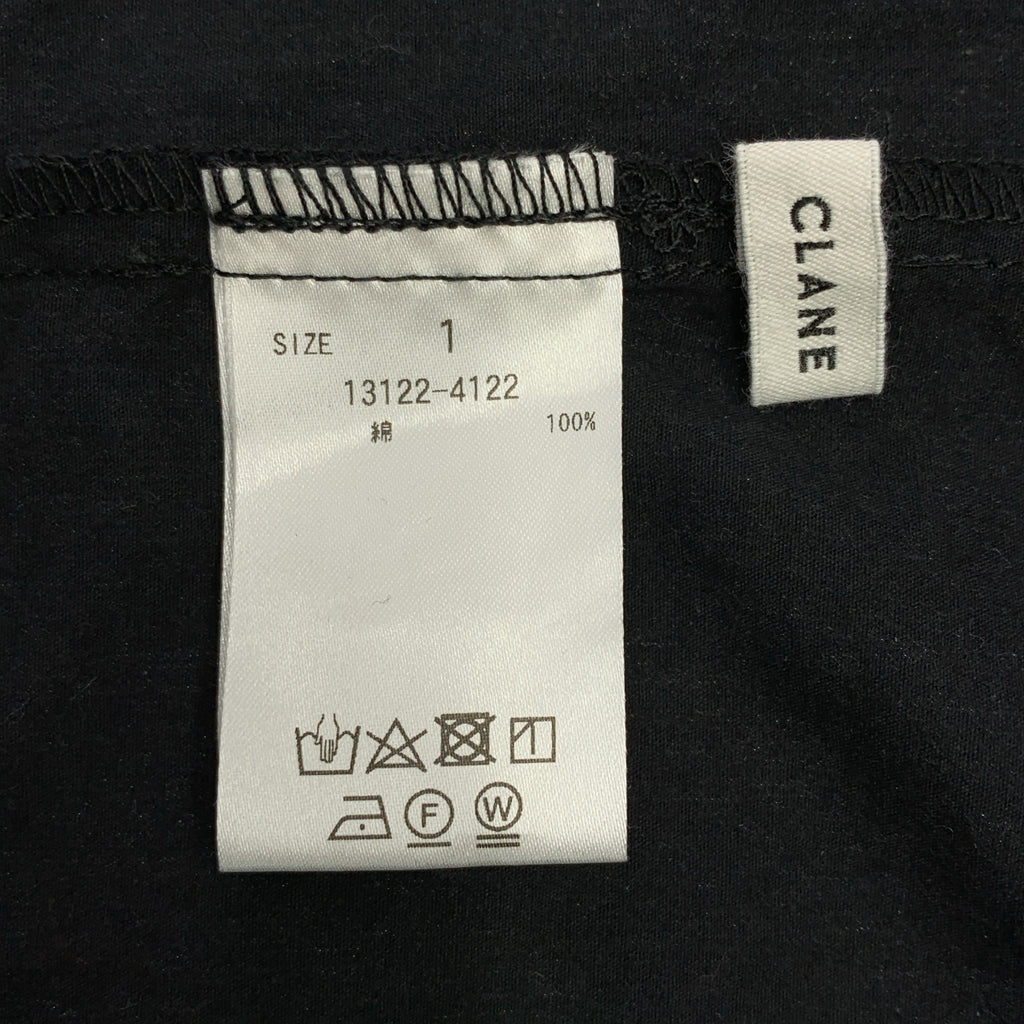 SIZE 1
13122-4122
綿 100%
F W
CLANE